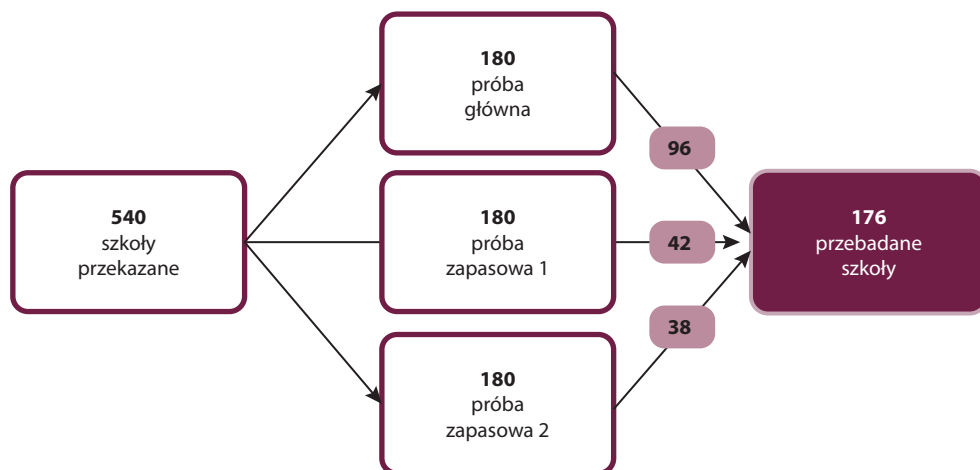 540
szkoły
przekazane
180
próba
główna
180
próba
zapasowa 1
180
próba
zapasowa 2
96
42
38
176
przebadane
szkoły